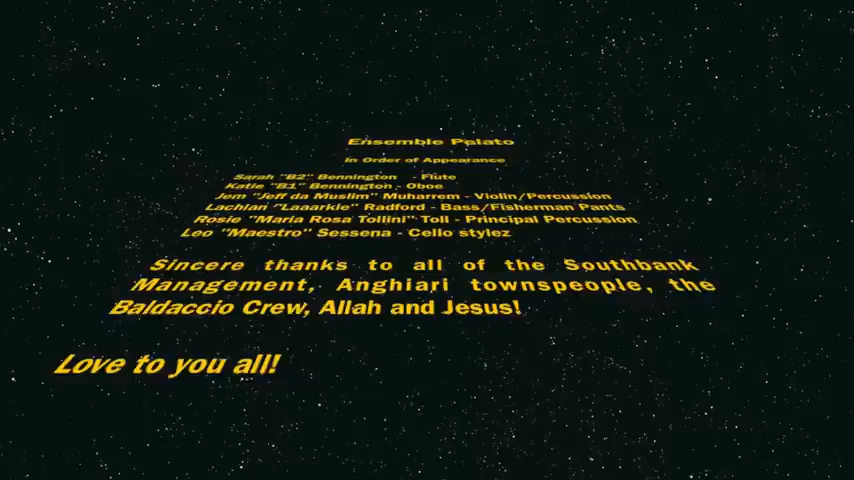 Ensemble Palato
In Order of Appearance
Sarah "B2" Bennington - Flute
Katie "B1" Bennington - Oboe
Jem "Jeff da Muslim" Muharrem - Violin/Percussion
Lachlan "Laaarkie" Radford - Bass/Fisherman Pants
Rosie "Maria Rosa Tollini" Toll - Principal Percussion
Leo "Maestro" Sessena - Cello stylez
Sincere thanks to all of the Southbank
Management, Anghiari townspeople, the
Baldaccio Crew, Allah and Jesus!
Love to you all!